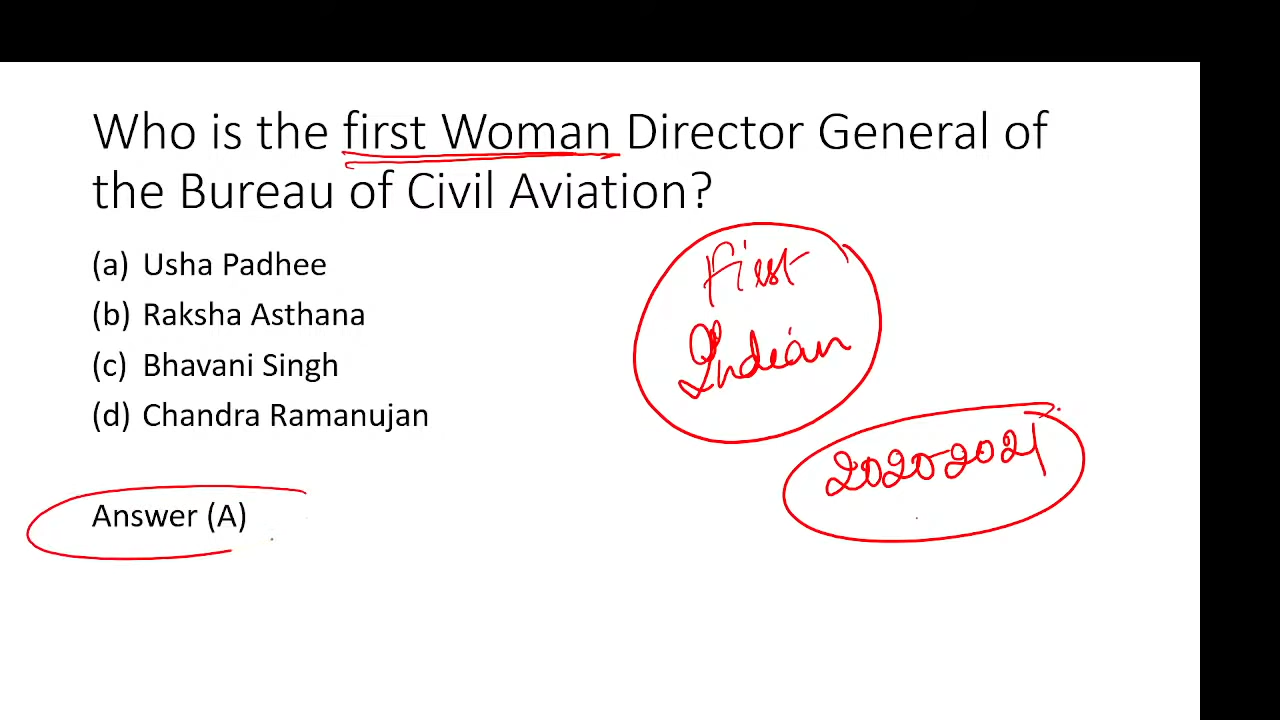 Who is the first Woman Director General of
the Bureau of Civil Aviation?
(a) Usha Padhee
(b) Raksha Asthana
(c) Bhavani Singh
(d) Chandra Ramanujan
First
Indian
2020-2021
Answer (A)